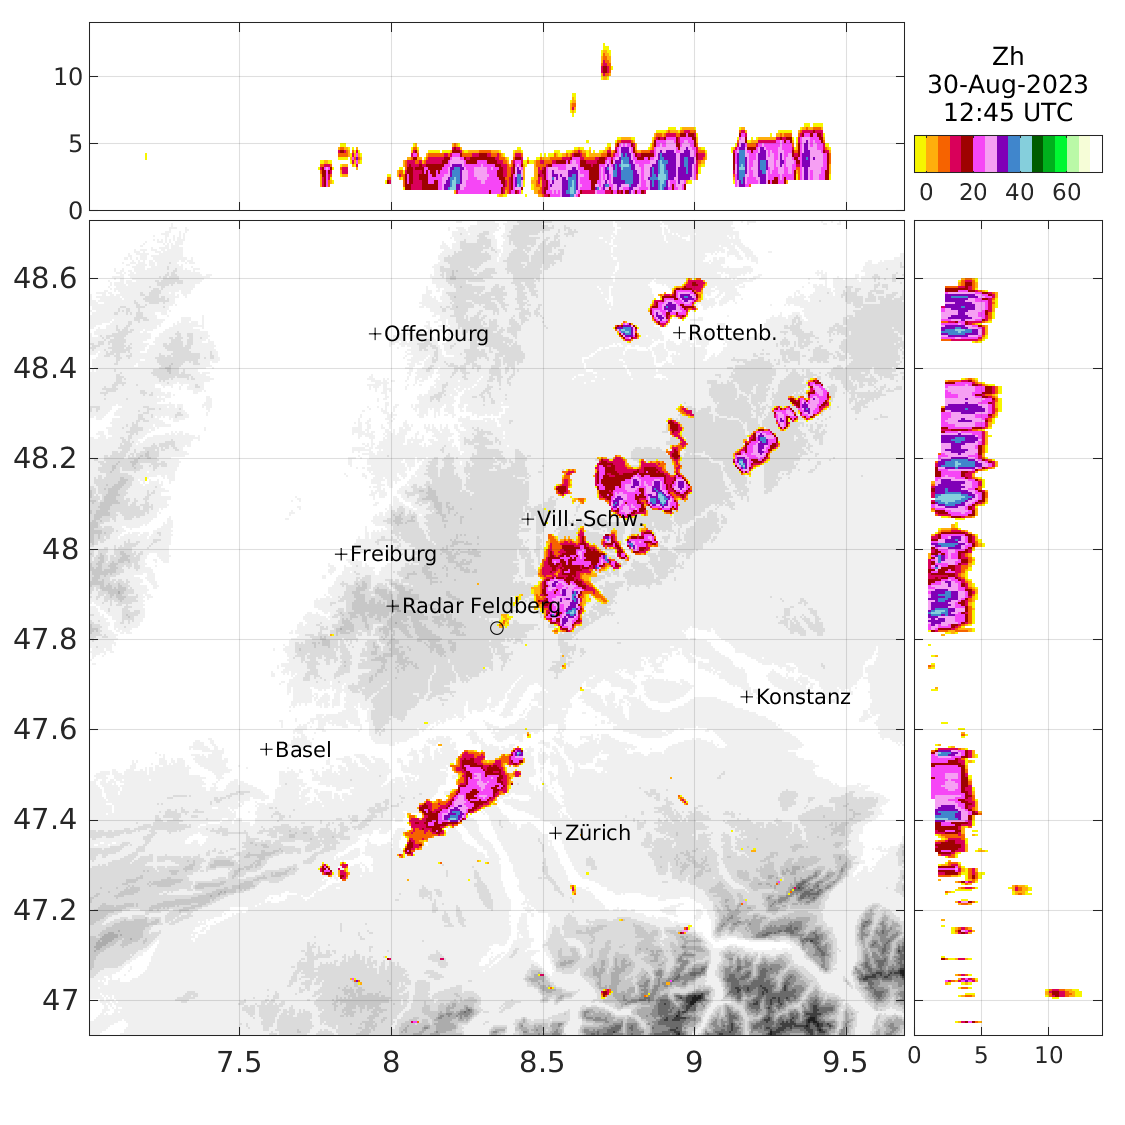 Zh
30-Aug-2023
12:45 UTC
10
5
0
0 20 40 60
48.6
+Offenburg
+Rottenb.
48.4
48.2
+Vill.-Schw.
48
+Freiburg
+Radar Feldberg
47.8
+Konstanz
47.6
+Basel
47.4
+Zürich
47.2
47
7.5 8 8.5 9 9.5
0 5 10